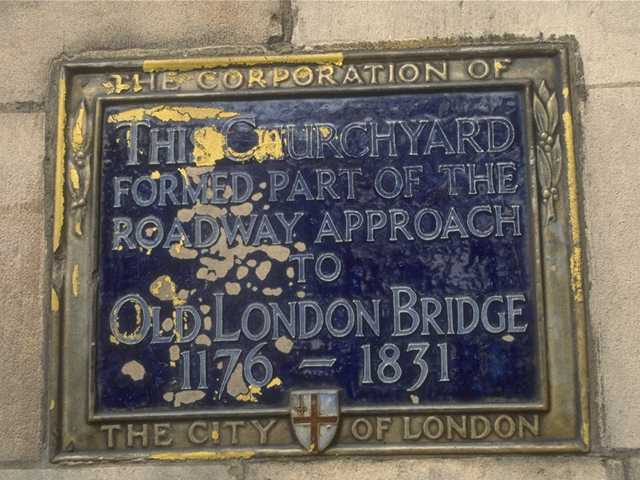 THE CORPORATION OF
THIS CHURCHYARD
FORMED PART OF THE
ROADWAY APPROACH
TO
OLD LONDON BRIDGE
1176 – 1831
THE CITY OF LONDON